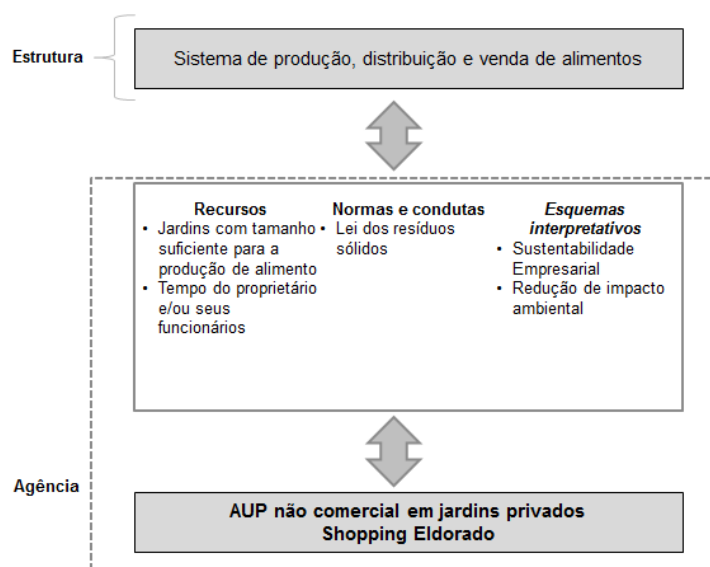 Estrutura
Sistema de produção, distribuição e venda de alimentos
Recursos
• Jardins com tamanho
suficiente para a
produção de alimento
• Tempo do proprietário
e/ou seus
funcionários
Normas e condutas
• Lei dos resíduos
sólidos
Esquemas
interpretativos
• Sustentabilidade
Empresarial
• Redução de impacto
ambiental
Agência
AUP não comercial em jardins privados
Shopping Eldorado